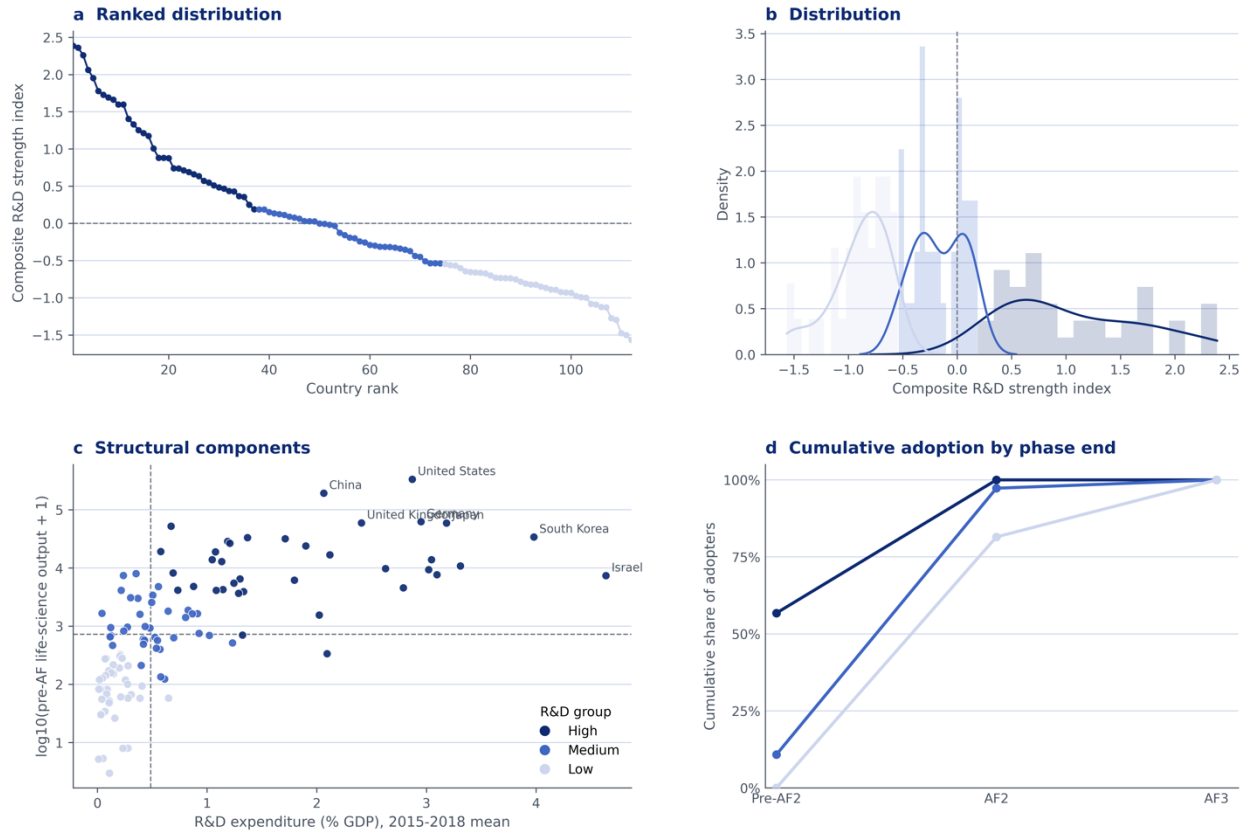 a Ranked distribution
2.5
2.0
1.5
1.0
0.5
0.0
−0.5
−1.0
−1.5
Composite R&D strength index
20 40 60 80 100
Country rank
b Distribution
3.5
3.0
2.5
2.0
1.5
1.0
0.5
0.0
Density
−1.5 −1.0 −0.5 0.0 0.5 1.0 1.5 2.0 2.5
Composite R&D strength index
c Structural components
5
4
3
2
1
log10(pre-AF life-science output + 1)
United States
China
United Kingdom Germany Japan
South Korea
Israel
R&D group
High
Medium
Low
0 1 2 3 4
R&D expenditure (% GDP), 2015-2018 mean
d Cumulative adoption by phase end
100%
75%
50%
25%
0%
Cumulative share of adopters
Pre-AF2 AF2 AF3